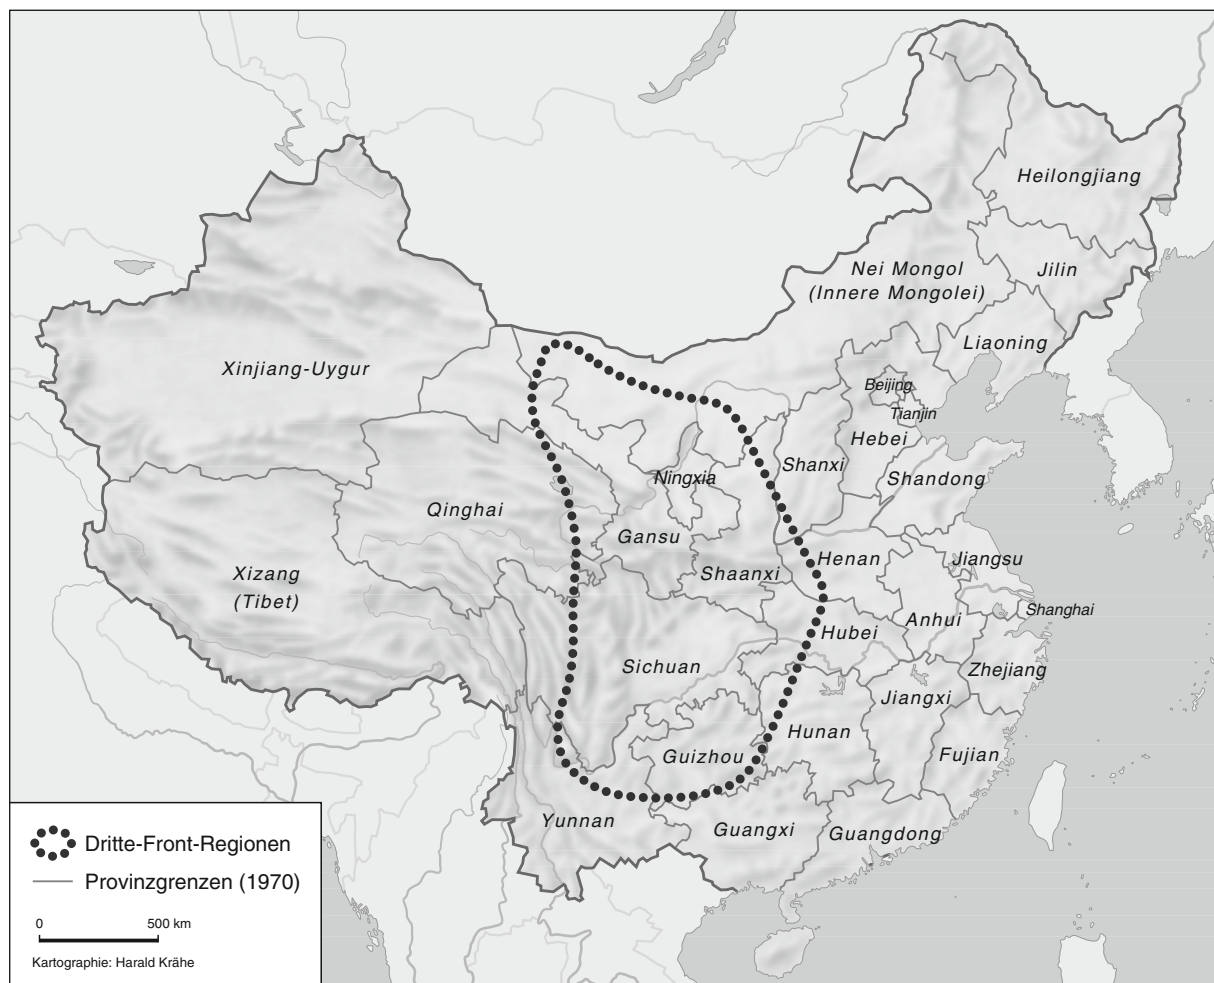 Heilongjiang
Nei Mongol
(Innere Mongolei)
Jilin
Liaoning
Xinjiang-Uygur
Beijing
Tianjin
Hebei
Shanxi
Ningxia
Shandong
Qinghai
Gansu
Henan
Jiangsu
Shaanxi
Xizang
(Tibet)
Shanghai
Anhui
Hubei
Sichuan
Zhejiang
Jiangxi
Hunan
Guizhou
Fujian
Yunnan
Guangxi
Guangdong
Dritte-Front-Regionen
Provinzgrenzen (1970)
0 500 km
Kartographie: Harald Krähe